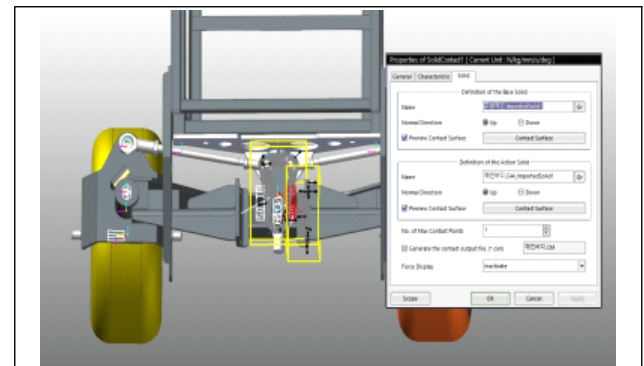 Properties of SolidContact1 [ Current Unit : N/kg/mm/s/deg ]
General Characteristic Solid
Definition of the Base Solid
Name Gr
Normal Direction Up Down
Preview Contact Surface Contact Surface
Definition of the Action Solid
Name Gr
Normal Direction Up Down
Preview Contact Surface Contact Surface
No. of Max Contact Points 1
Generate the contact output file. (*.con)
Force Display Inactivate
Scope OK Cancel Apply